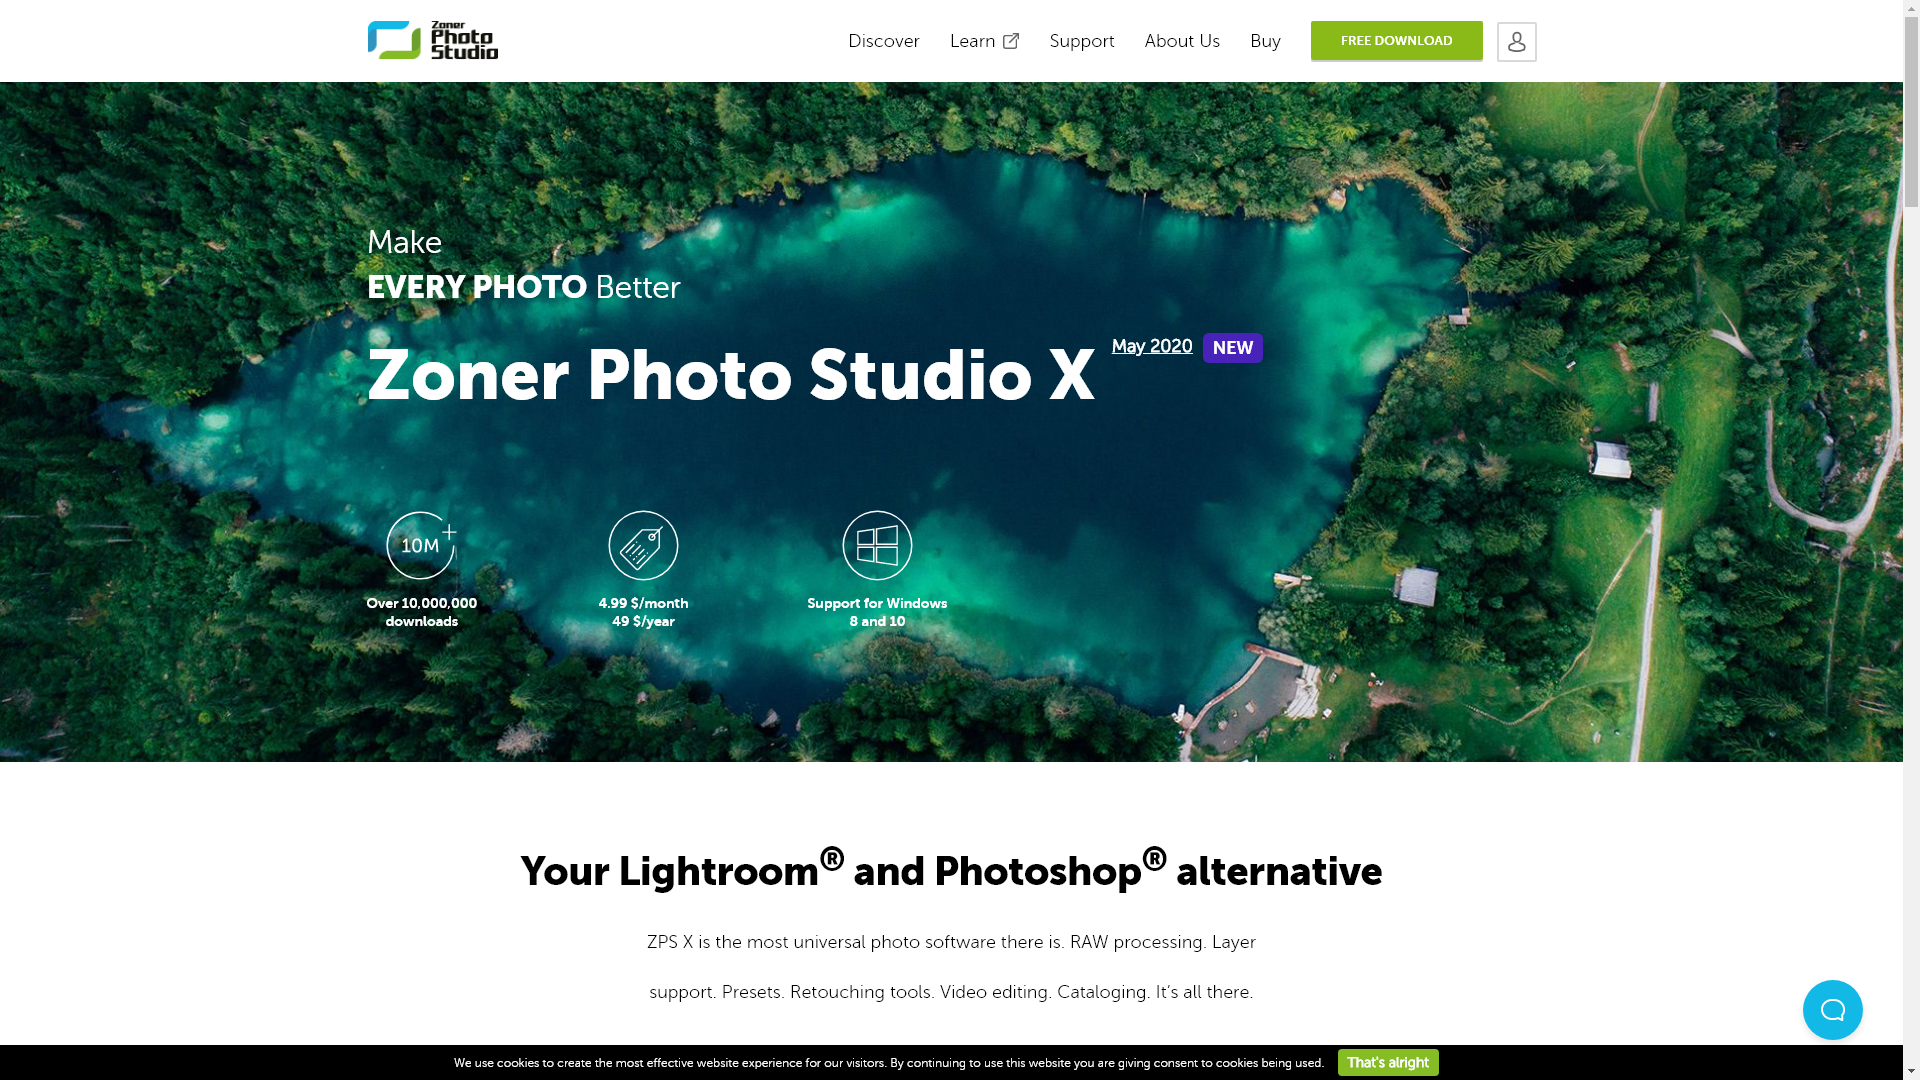 Zoner
Photo
Studio
Discover
Learn
Support
About Us
Buy
FREE DOWNLOAD
Make
EVERY PHOTO Better
Zoner Photo Studio X
May 2020
NEW
10M+
Over 10,000,000
downloads
4.99 $/month
49 $/year
Support for Windows
8 and 10
Your Lightroom® and Photoshop® alternative
ZPS X is the most universal photo software there is. RAW processing. Layer
support. Presets. Retouching tools. Video editing. Cataloging. It’s all there.
We use cookies to create the most effective website experience for our visitors. By continuing to use this website you are giving consent to cookies being used.
That's alright